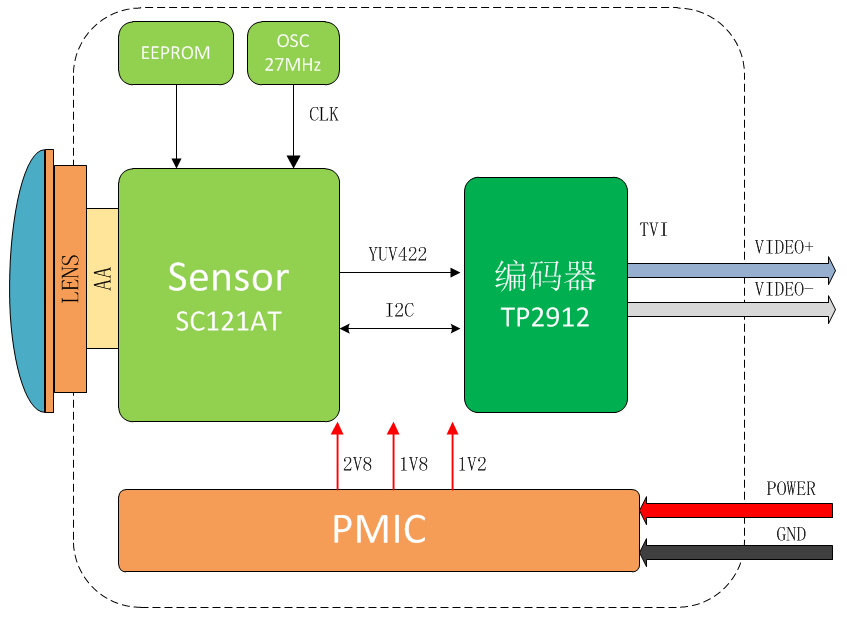 EEPROM
OSC
27MHz
CLK
LENS
AA
Sensor
SC121AT
YUV422
I2C
编码器
TP2912
TVI
VIDEO+
VIDEO-
2V8
1V8
1V2
PMIC
POWER
GND